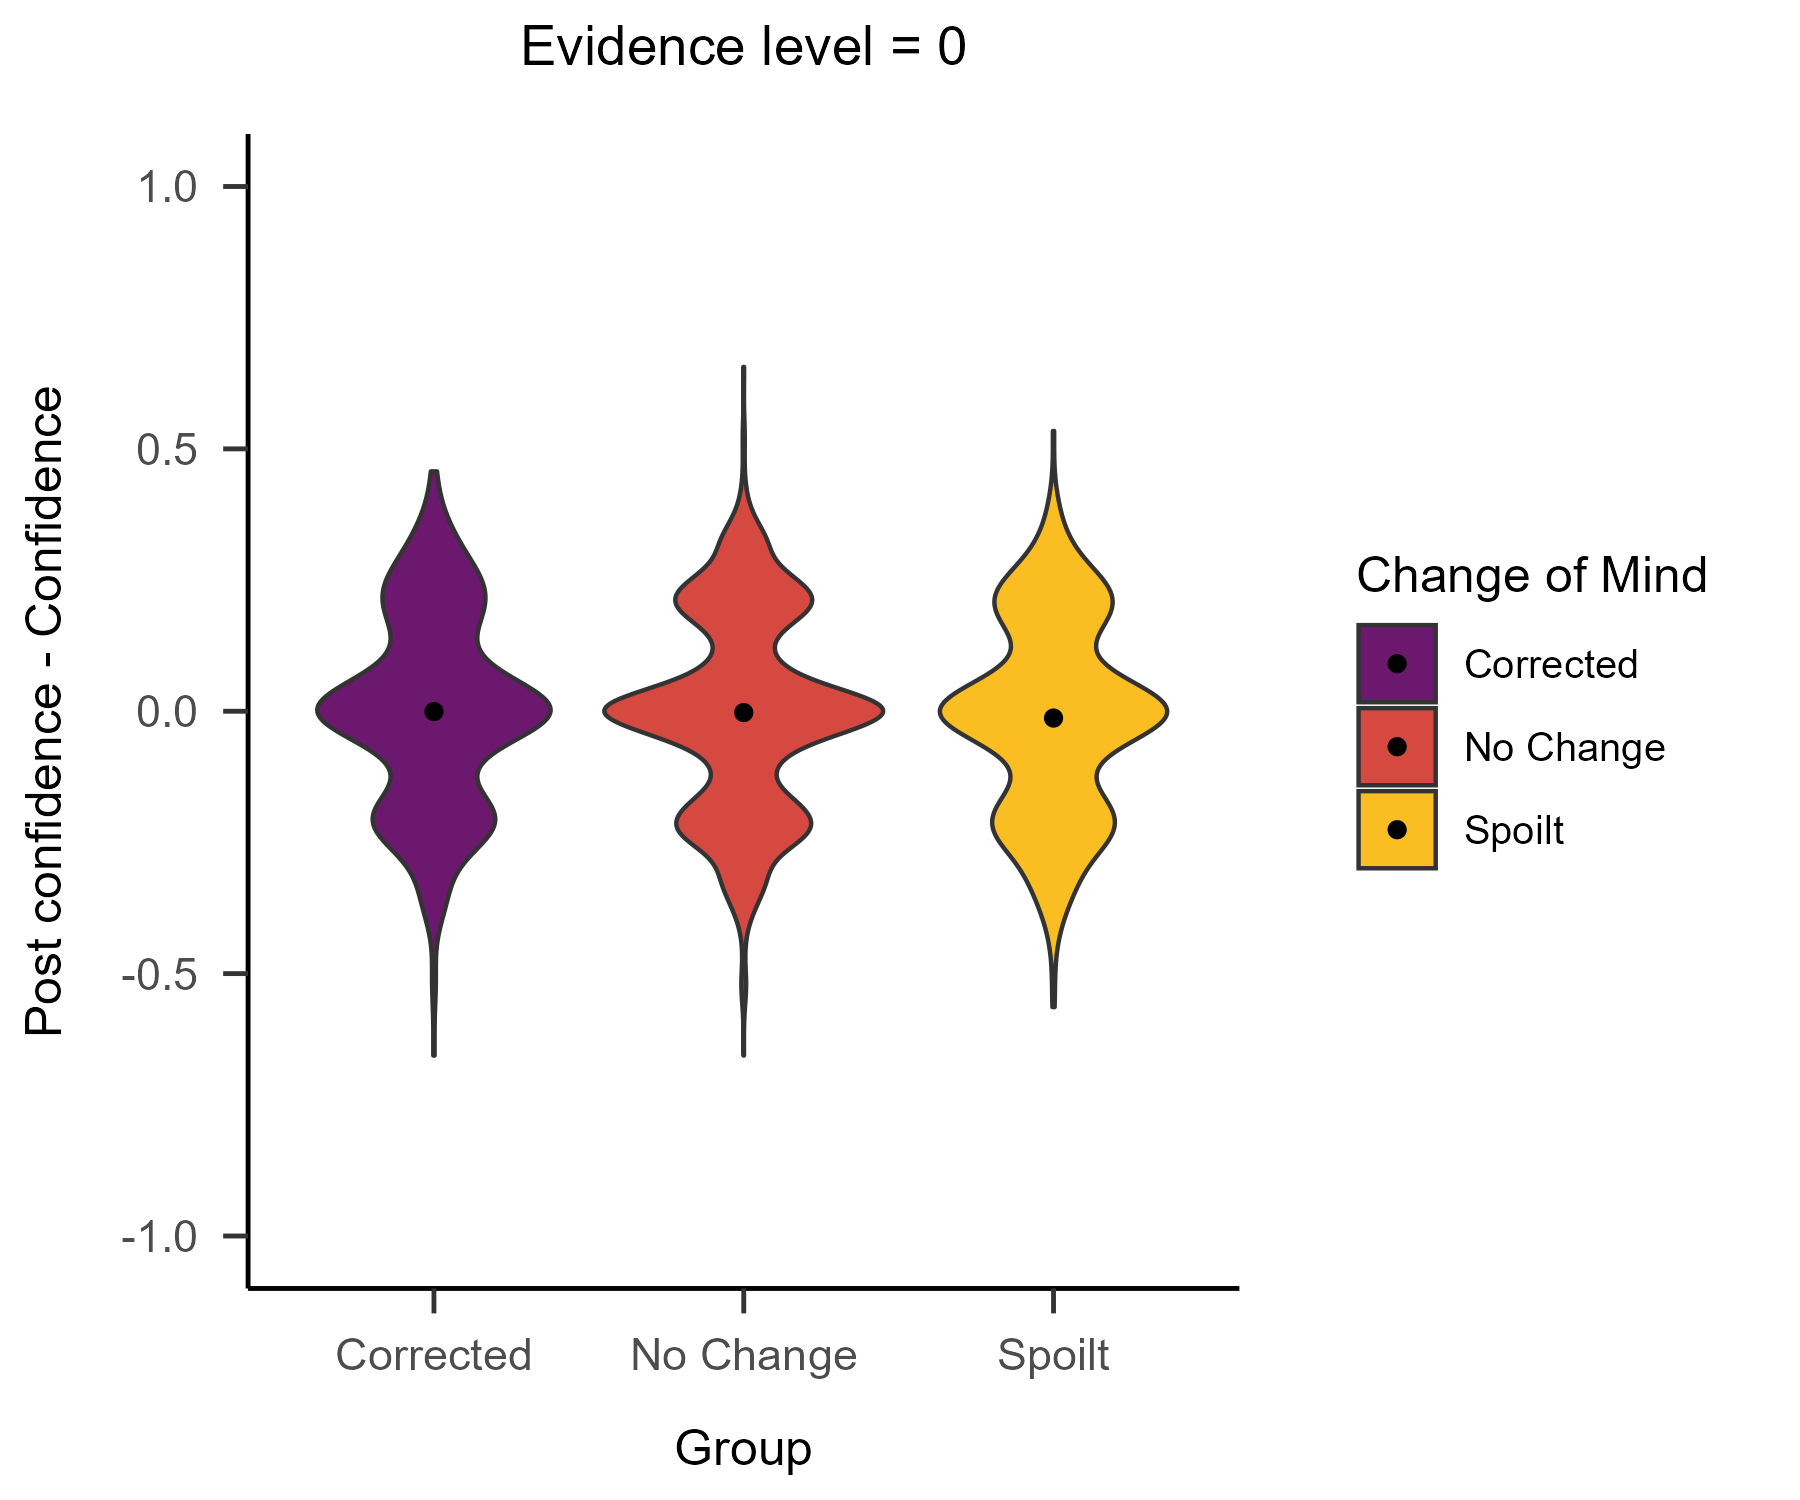 Evidence level = 0
Post confidence - Confidence
1.0
0.5
0.0
-0.5
-1.0
Corrected
No Change
Spoilt
Group
Change of Mind
Corrected
No Change
Spoilt